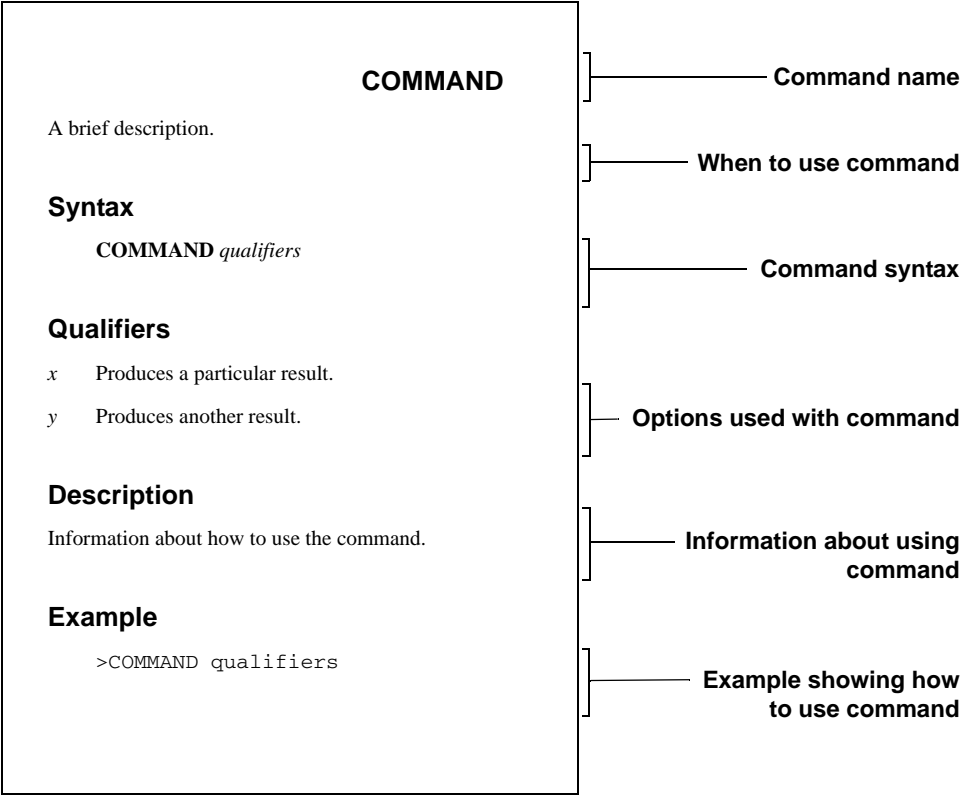 COMMAND
Command name
A brief description.
When to use command
Syntax
COMMAND qualifiers
Command syntax
Qualifiers
x Produces a particular result.
y Produces another result.
Options used with command
Description
Information about how to use the command.
Information about using
command
Example
>COMMAND qualifiers
Example showing how
to use command